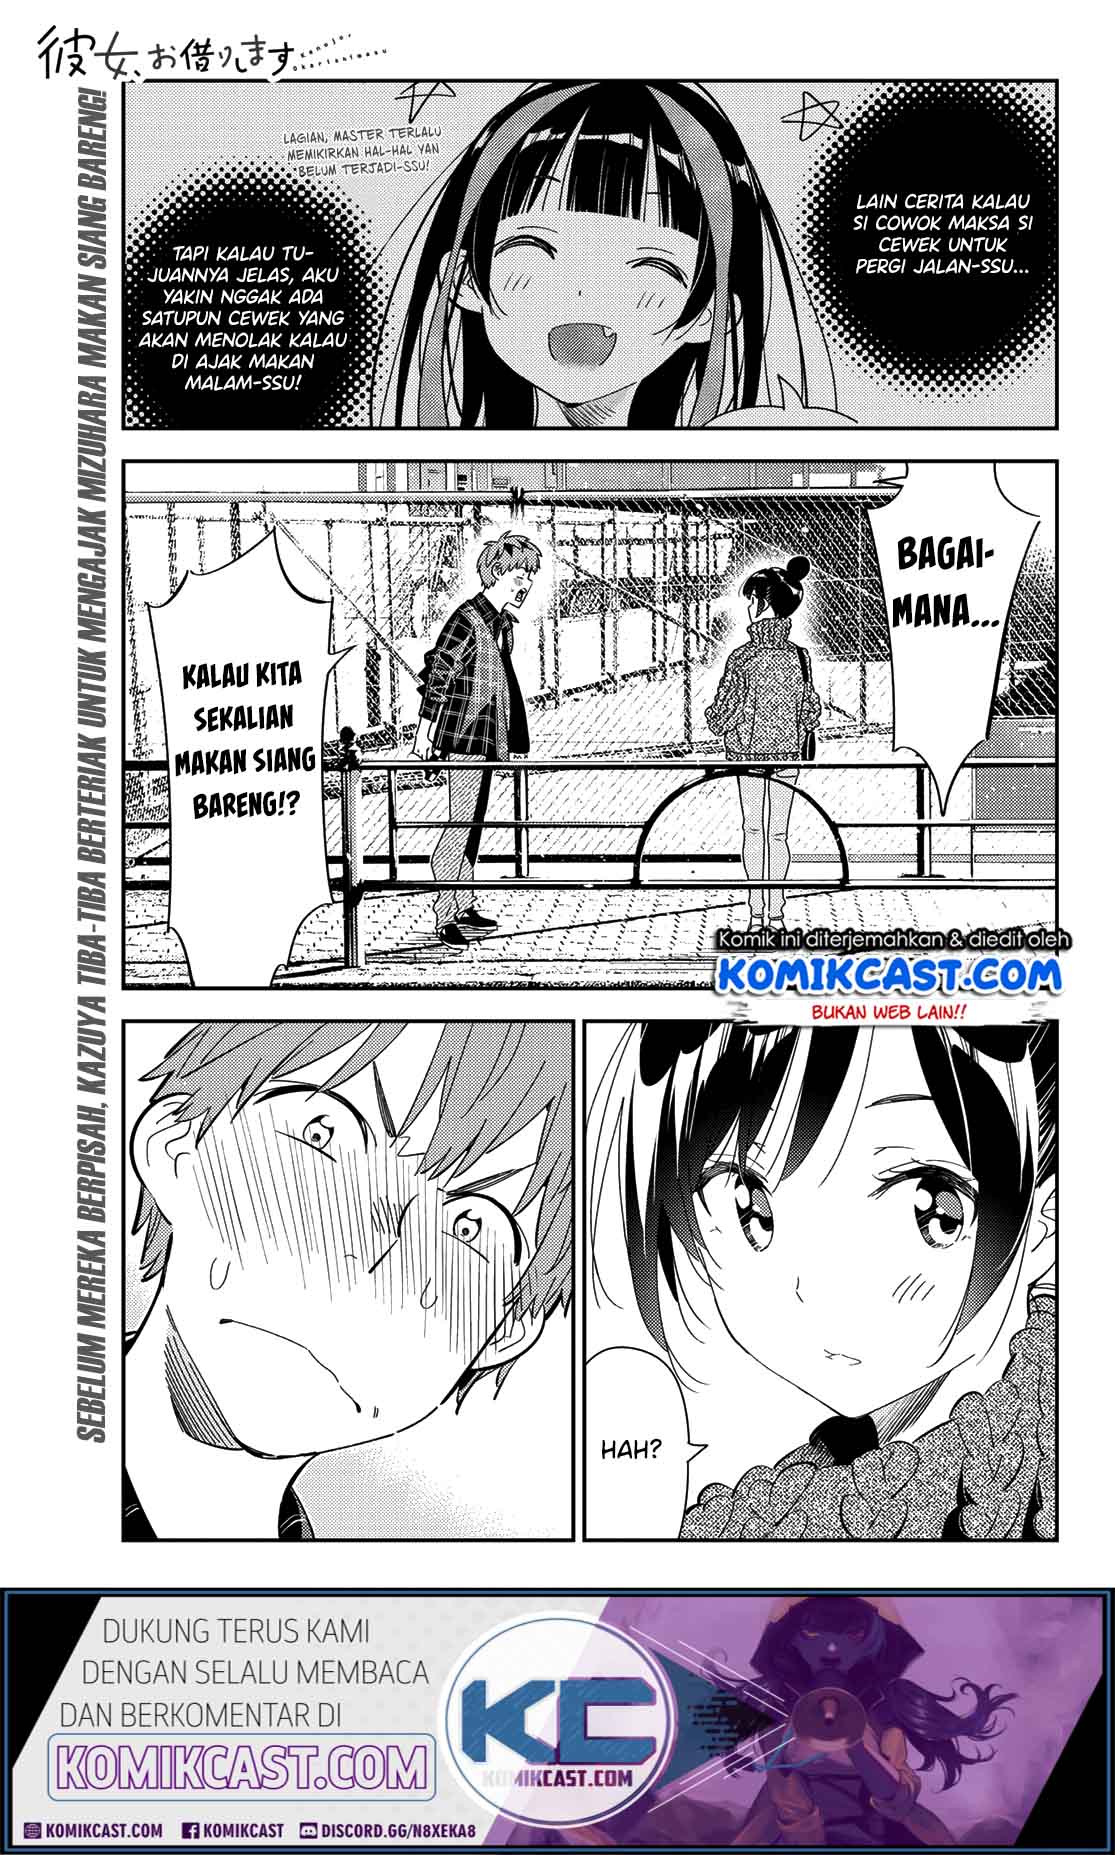 彼女、お借りします
Kanojo, Okarishimasu
SEBELUM MEREKA BERPISAH, KAZUYA TIBA-TIBA BERTERIAK UNTUK MENGAJAK MIZUHARA MAKAN SIANG BARENG!
LAIN CERITA KALAU
SI COWOK MAKSA SI
CEWEK UNTUK
PERGI JALAN-SSU...
LAGIAN, MASTER TERLALU
MEMIKIRKAN HAL-HAL YAN
BELUM TERJADI-SSU!
TAPI KALAU TU-
JUANNYA JELAS, AKU
YAKIN NGGAK ADA
SATUPUN CEWEK YANG
AKAN MENOLAK KALAU
DI AJAK MAKAN
MALAM-SSU!
BAGAI-
MANA...
KALAU KITA
SEKALIAN
MAKAN SIANG
BARENG!?
Komik ini diterjemahkan & diedit oleh
KOMIKCAST.COM
BUKAN WEB LAIN!!
HAH?
DUKUNG TERUS KAMI
DENGAN SELALU MEMBACA
DAN BERKOMENTAR DI
KOMIKCAST.COM
KC
KOMIKCAST.COM
KOMIKCAST.COM
KOMIKCAST
DISCORD.GG/N8XEKA8